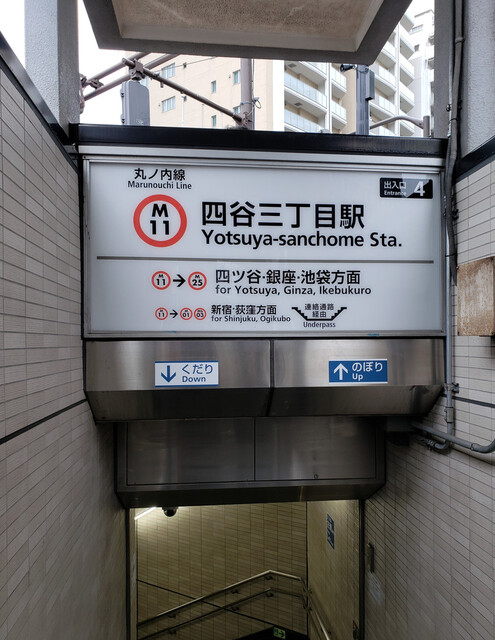 丸ノ内線
Marunouchi Line
出入口 4
Entrance
M
11
四谷三丁目駅
Yotsuya-sanchome Sta.
M 11 → M 25 四ツ谷・銀座・池袋方面
for Yotsuya, Ginza, Ikebukuro
11 → 01 03 新宿・荻窪方面
for Shinjuku, Ogikubo
連絡通路
経由
Underpass
↓ くだり
Down
↑ のぼり
Up